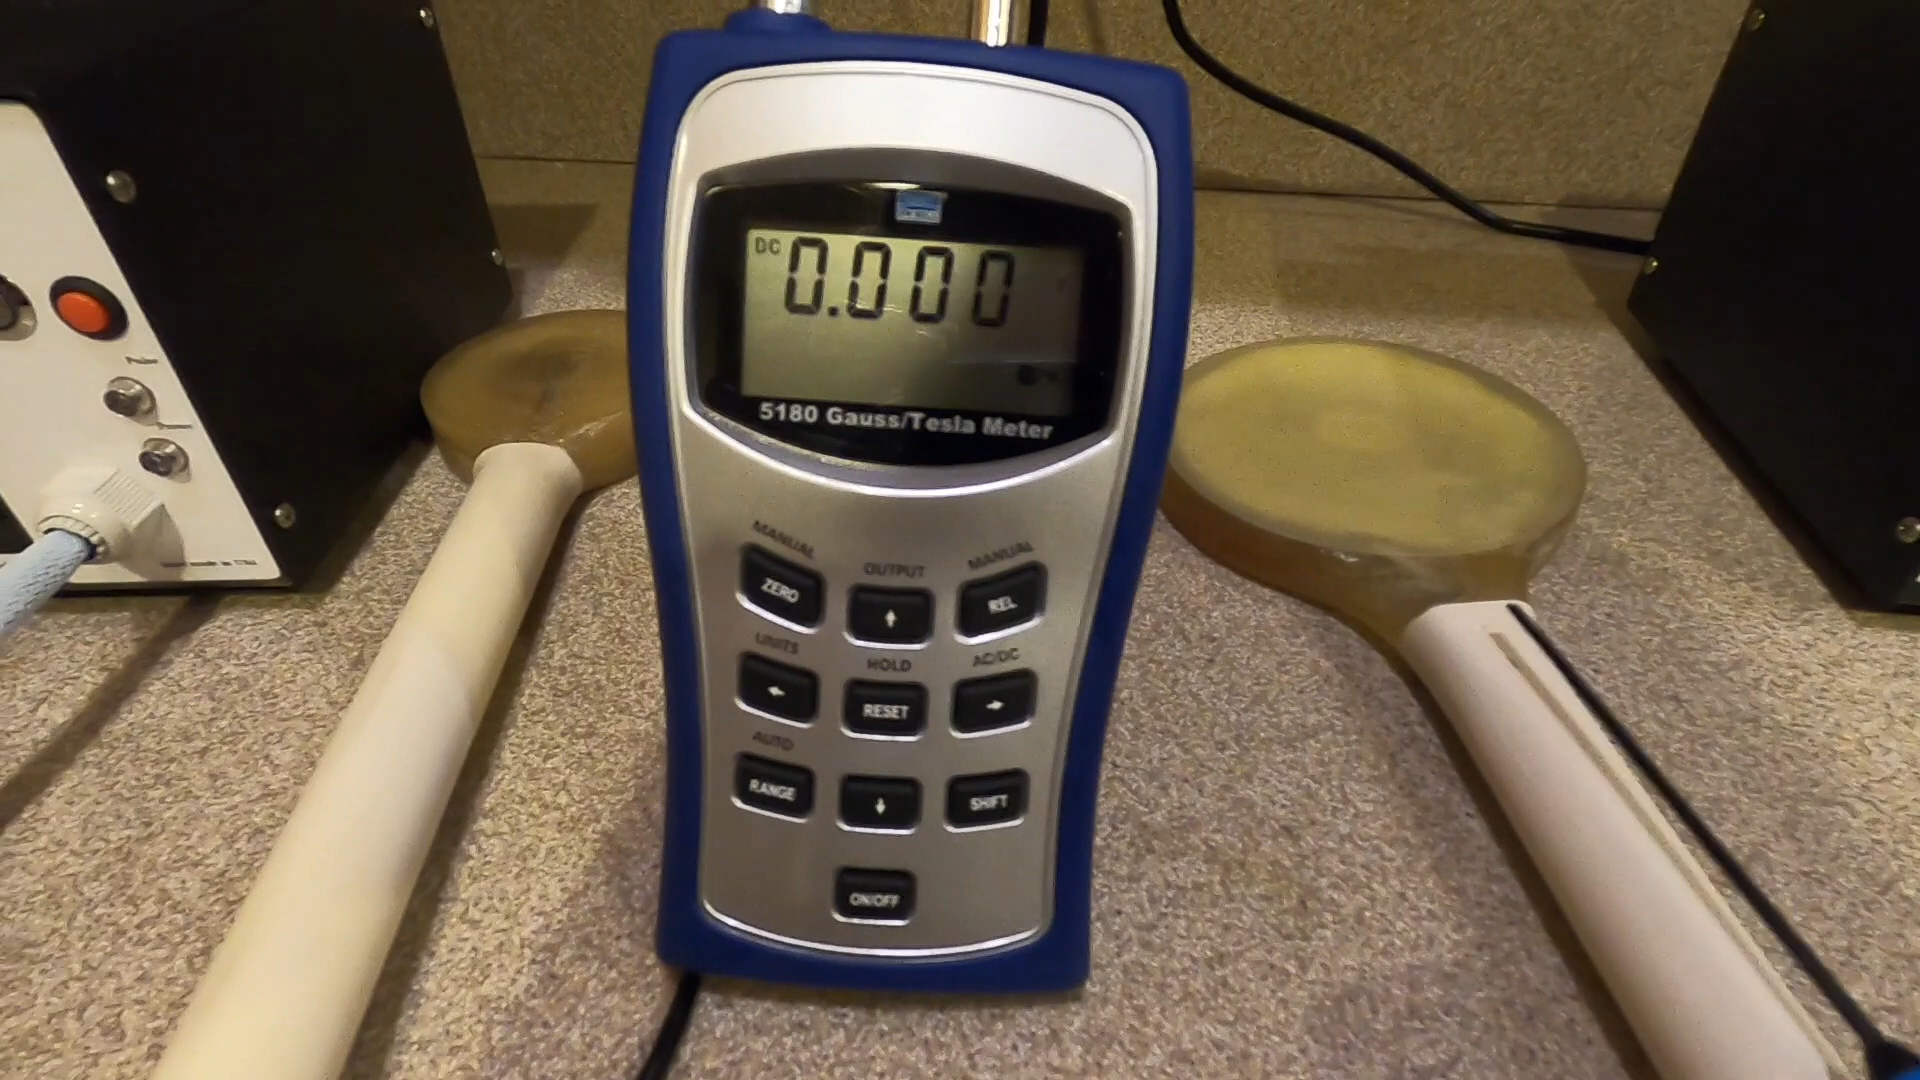 DC 0.000
5180 Gauss/Tesla Meter
MANUAL OUTPUT MANUAL
ZERO ↑ REL
UNITS HOLD AC/DC
← RESET →
AUTO
RANGE ↓ SHIFT
ON/OFF